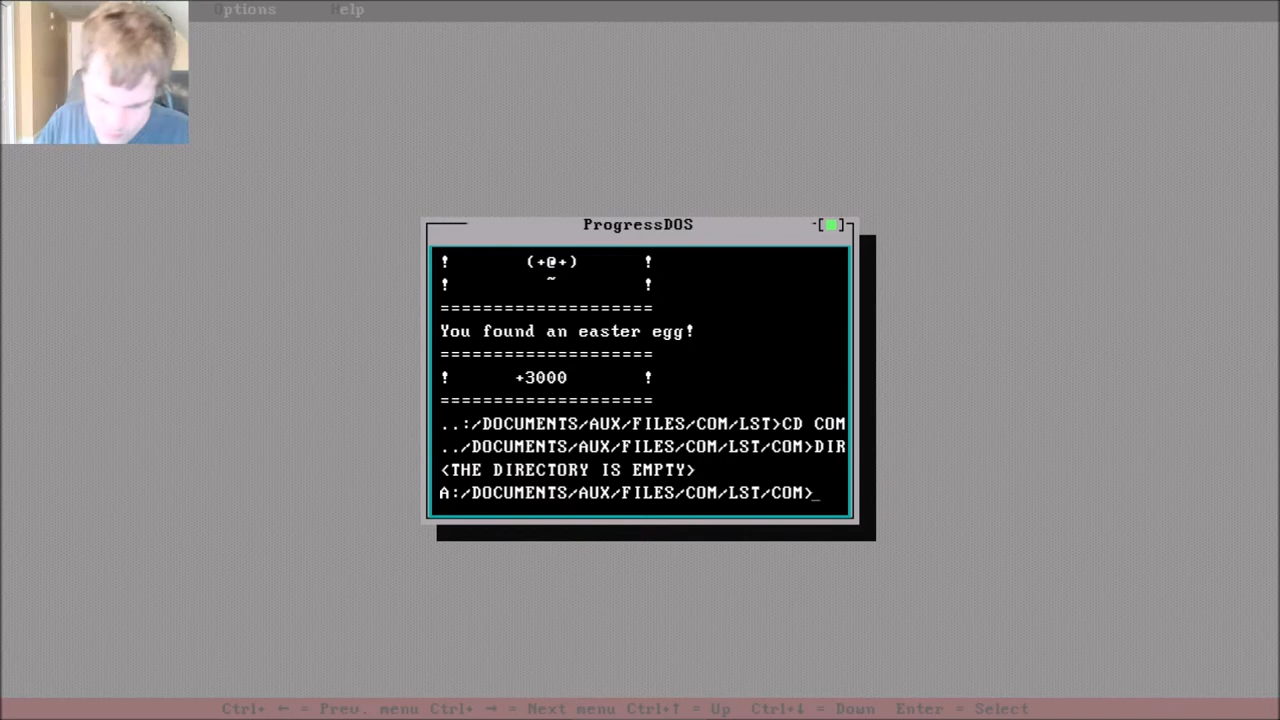 Options Help
ProgressDOS
-[■]
! (+@+) !
! ~ !
====================
You found an easter egg!
====================
! +3000 !
====================
..:/DOCUMENTS/AUX/FILES/COM/LST>CD COM
../DOCUMENTS/AUX/FILES/COM/LST/COM>DIR
<THE DIRECTORY IS EMPTY>
A:/DOCUMENTS/AUX/FILES/COM/LST/COM>_
Ctrl+ ← = Prev. menu Ctrl+ → = Next menu Ctrl+↑ = Up Ctrl+↓ = Down Enter = Select